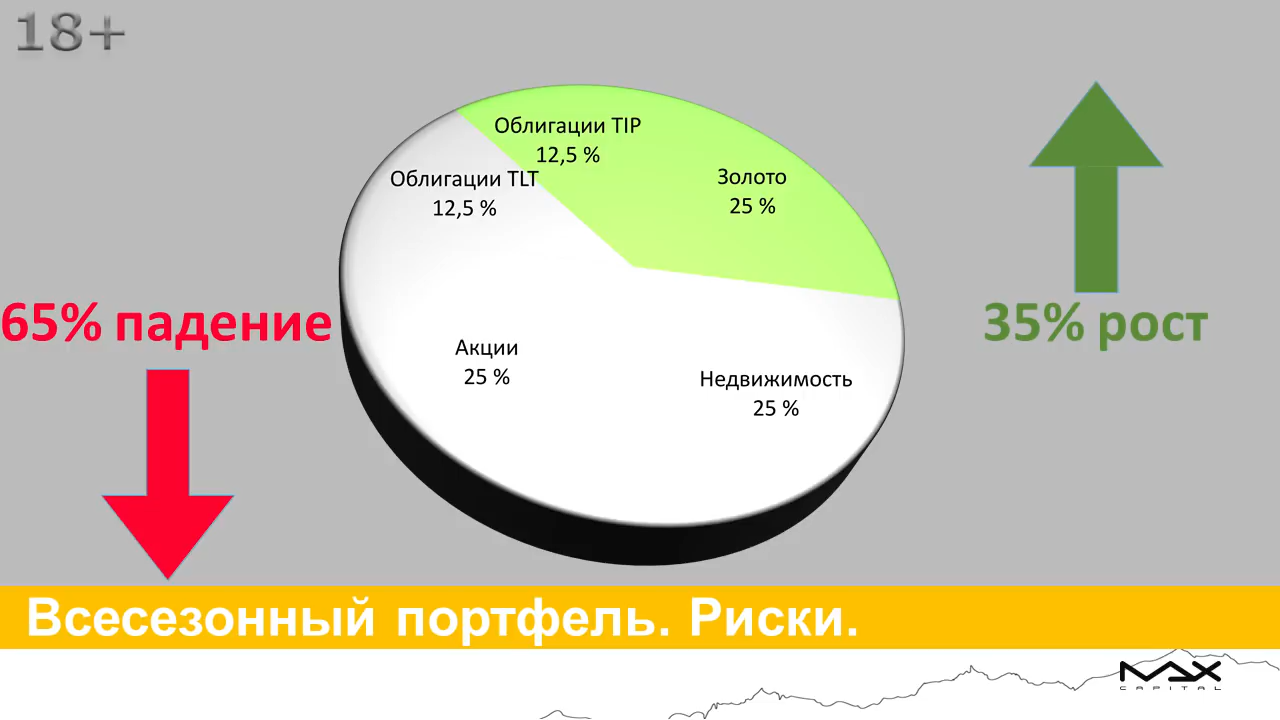 18+
Облигации TIP
12,5 %
Золото
25 %
Облигации TLT
12,5 %
65% падение
35% рост
Акции
25 %
Недвижимость
25 %
Всесезонный портфель. Риски.
MAX
CAPITAL